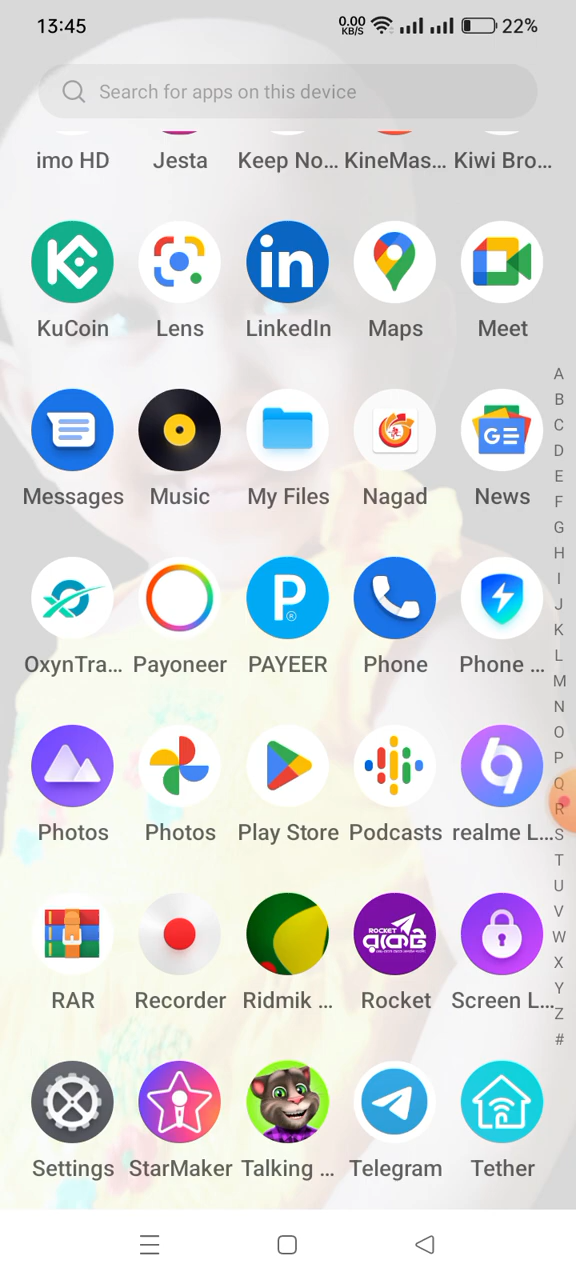 13:45
0.00
KB/S
22%
Search for apps on this device
imo HD
Jesta
Keep No...
KineMas...
Kiwi Bro...
KuCoin
Lens
LinkedIn
Maps
Meet
Messages
Music
My Files
Nagad
News
OxynTra...
Payoneer
PAYEER
Phone
Phone ...
Photos
Photos
Play Store
Podcasts
realme L...
ROCKET
রকেট
RAR
Recorder
Ridmik ...
Rocket
Screen L...
Settings
StarMaker
Talking ...
Telegram
Tether
A
B
C
D
E
F
G
H
I
J
K
L
M
N
O
P
Q
R
S
T
U
V
W
X
Y
Z
#